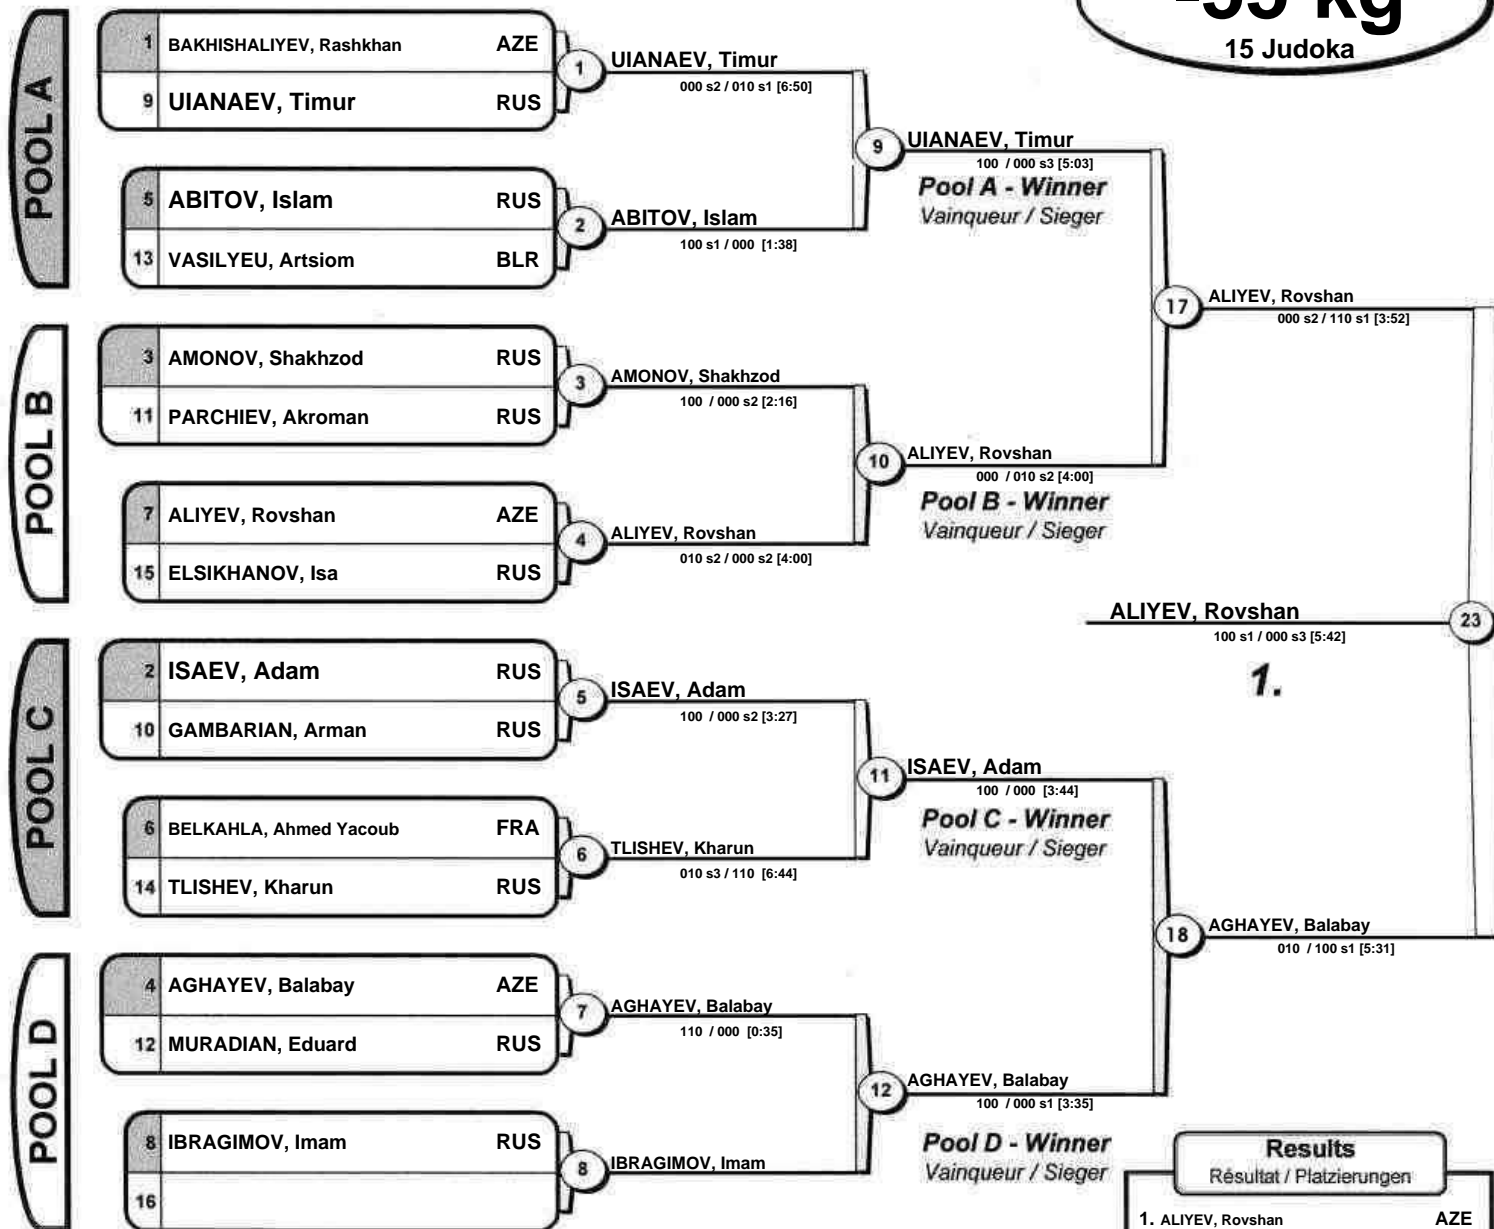 -55 kg
15 Judoka
POOL A
1 BAKHISHALIYEV, Rashkhan AZE
9 UIANAEV, Timur RUS
1
UIANAEV, Timur
000 s2 / 010 s1 [6:50]
5 ABITOV, Islam RUS
13 VASILYEU, Artsiom BLR
2
ABITOV, Islam
100 s1 / 000 [1:38]
9
UIANAEV, Timur
100 / 000 s3 [5:03]
Pool A - Winner
Vainqueur / Sieger
POOL B
3 AMONOV, Shakhzod RUS
11 PARCHIEV, Akroman RUS
3
AMONOV, Shakhzod
100 / 000 s2 [2:16]
7 ALIYEV, Rovshan AZE
15 ELSIKHANOV, Isa RUS
4
ALIYEV, Rovshan
010 s2 / 000 s2 [4:00]
10
ALIYEV, Rovshan
000 / 010 s2 [4:00]
Pool B - Winner
Vainqueur / Sieger
17
ALIYEV, Rovshan
000 s2 / 110 s1 [3:52]
ALIYEV, Rovshan
23
100 s1 / 000 s3 [5:42]
1.
POOL C
2 ISAEV, Adam RUS
10 GAMBARIAN, Arman RUS
5
ISAEV, Adam
100 / 000 s2 [3:27]
6 BELKAHLA, Ahmed Yacoub FRA
14 TLISHEV, Kharun RUS
6
TLISHEV, Kharun
010 s3 / 110 [6:44]
11
ISAEV, Adam
100 / 000 [3:44]
Pool C - Winner
Vainqueur / Sieger
POOL D
4 AGHAYEV, Balabay AZE
12 MURADIAN, Eduard RUS
7
AGHAYEV, Balabay
110 / 000 [0:35]
8 IBRAGIMOV, Imam RUS
16
8
IBRAGIMOV, Imam
12
AGHAYEV, Balabay
100 / 000 s1 [3:35]
Pool D - Winner
Vainqueur / Sieger
18
AGHAYEV, Balabay
010 / 100 s1 [5:31]
Results
Résultat / Platzierungen
1. ALIYEV, Rovshan AZE